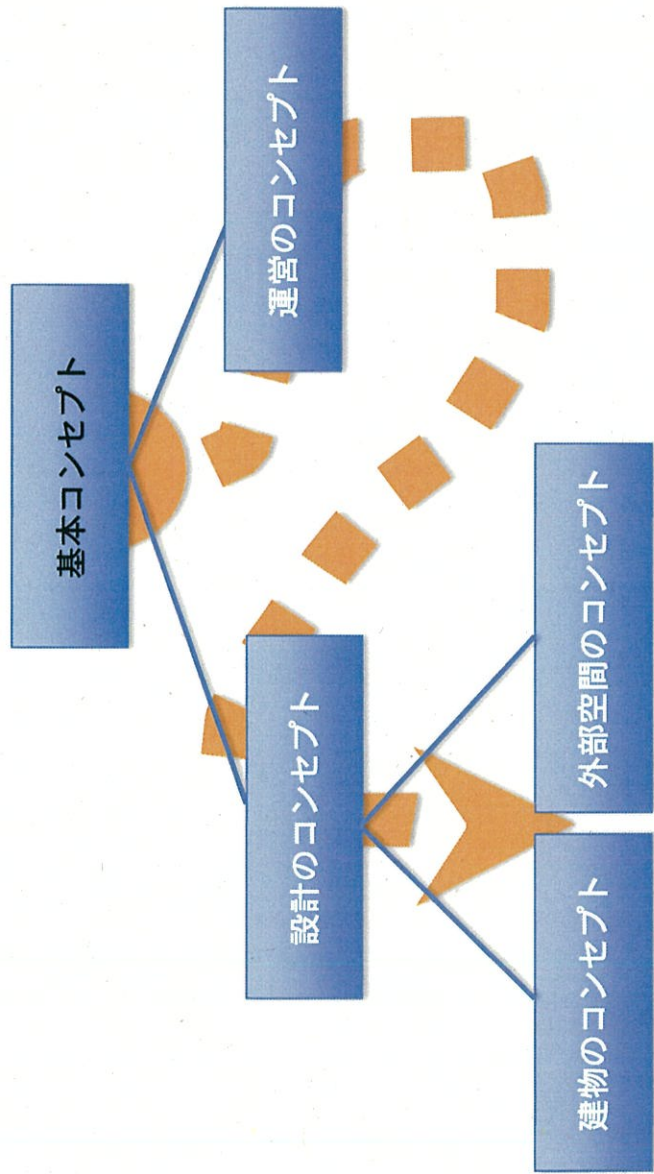 基本コンセプト
運営のコンセプト
設計のコンセプト
外部空間のコンセプト
建物のコンセプト